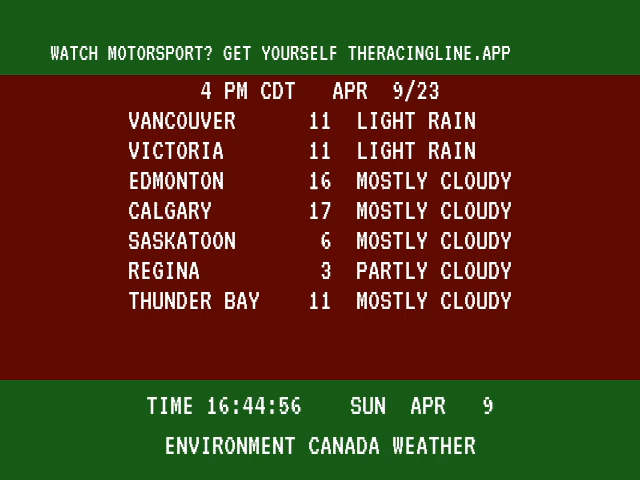 WATCH MOTORSPORT? GET YOURSELF THERACINGLINE.APP
4 PM CDT APR 9/23
VANCOUVER 11 LIGHT RAIN
VICTORIA 11 LIGHT RAIN
EDMONTON 16 MOSTLY CLOUDY
CALGARY 17 MOSTLY CLOUDY
SASKATOON 6 MOSTLY CLOUDY
REGINA 3 PARTLY CLOUDY
THUNDER BAY 11 MOSTLY CLOUDY
TIME 16:44:56 SUN APR 9
ENVIRONMENT CANADA WEATHER